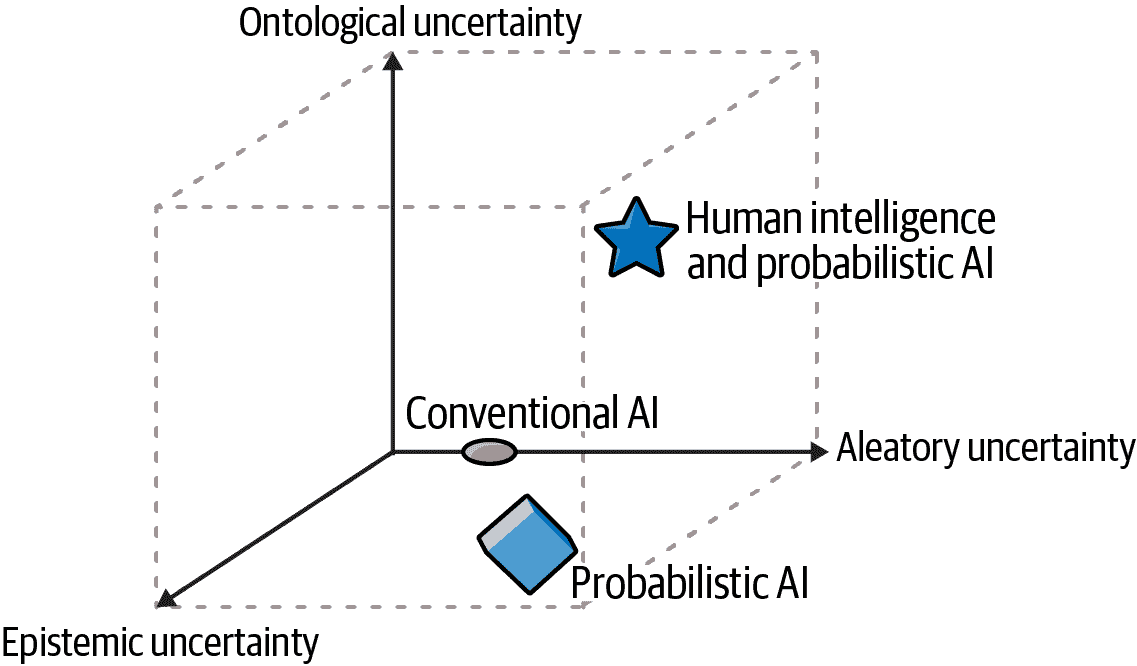 Ontological uncertainty
Human intelligence
and probabilistic AI
Conventional AI
Aleatory uncertainty
Probabilistic AI
Epistemic uncertainty